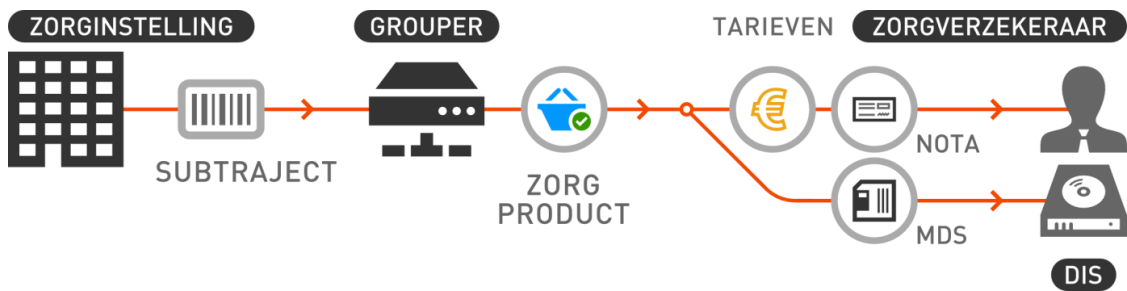 ZORGINSTELLING
GROUPER
TARIEVEN
ZORGVERZEKERAAR
SUBTRAJECT
ZORG
PRODUCT
NOTA
MDS
DIS